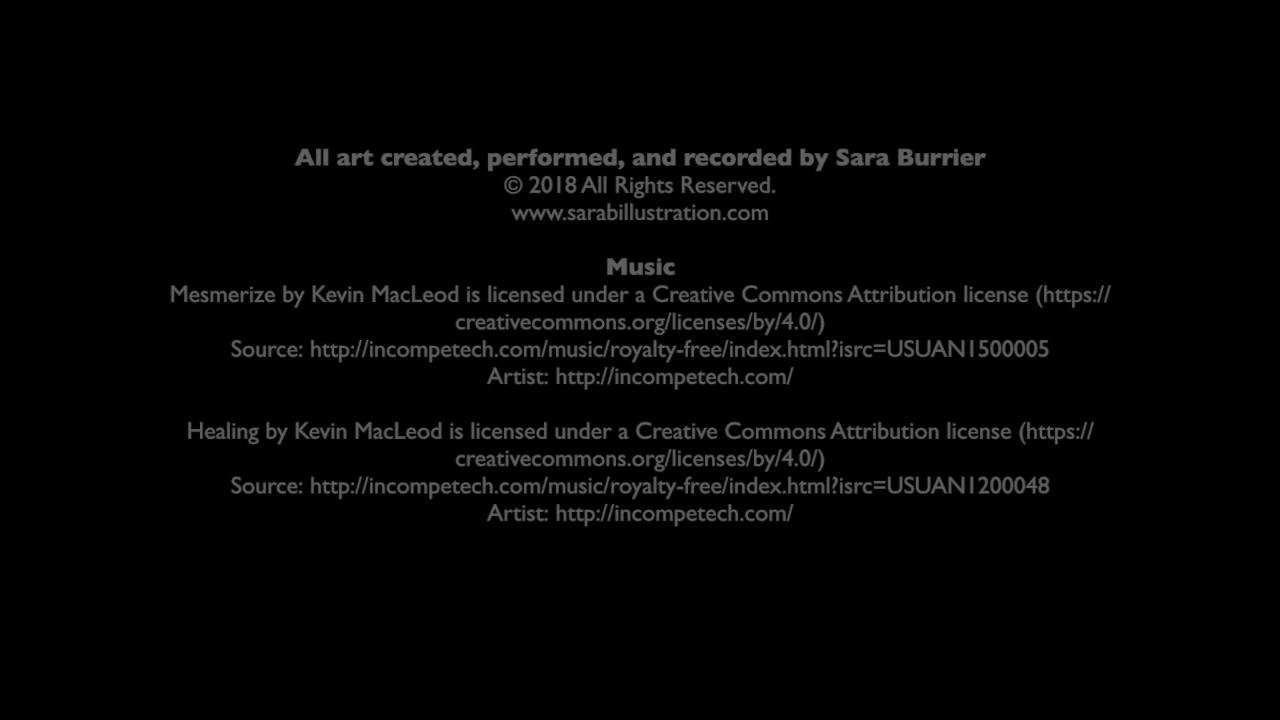 All art created, performed, and recorded by Sara Burrier
© 2018 All Rights Reserved.
www.sarabillustration.com
Music
Mesmerize by Kevin MacLeod is licensed under a Creative Commons Attribution license (https://
creativecommons.org/licenses/by/4.0/)
Source: http://incompetech.com/music/royalty-free/index.html?isrc=USUAN1500005
Artist: http://incompetech.com/
Healing by Kevin MacLeod is licensed under a Creative Commons Attribution license (https://
creativecommons.org/licenses/by/4.0/)
Source: http://incompetech.com/music/royalty-free/index.html?isrc=USUAN1200048
Artist: http://incompetech.com/